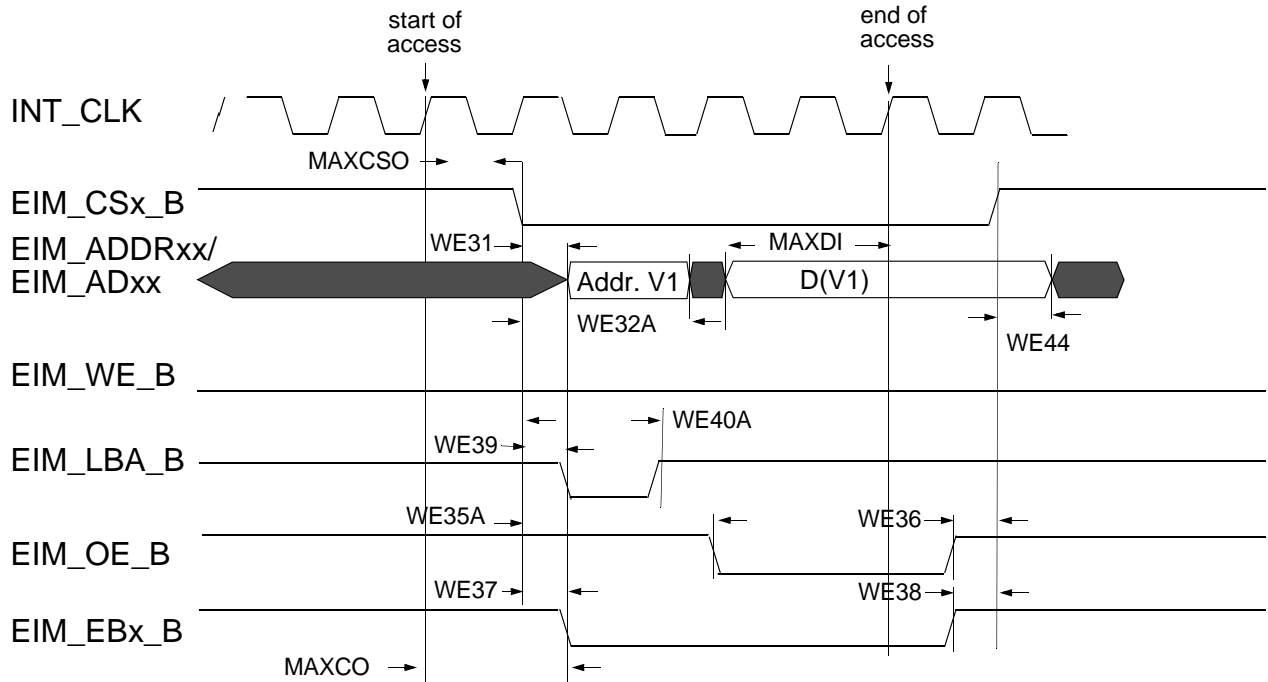 start of
access
end of
access
INT_CLK
MAXCSO
EIM_CSx_B
EIM_ADDRxx/
EIM_ADxx
WE31
MAXDI
Addr. V1
D(V1)
WE32A
WE44
EIM_WE_B
WE40A
WE39
EIM_LBA_B
WE35A
WE36
EIM_OE_B
WE37
WE38
EIM_EBx_B
MAXCO